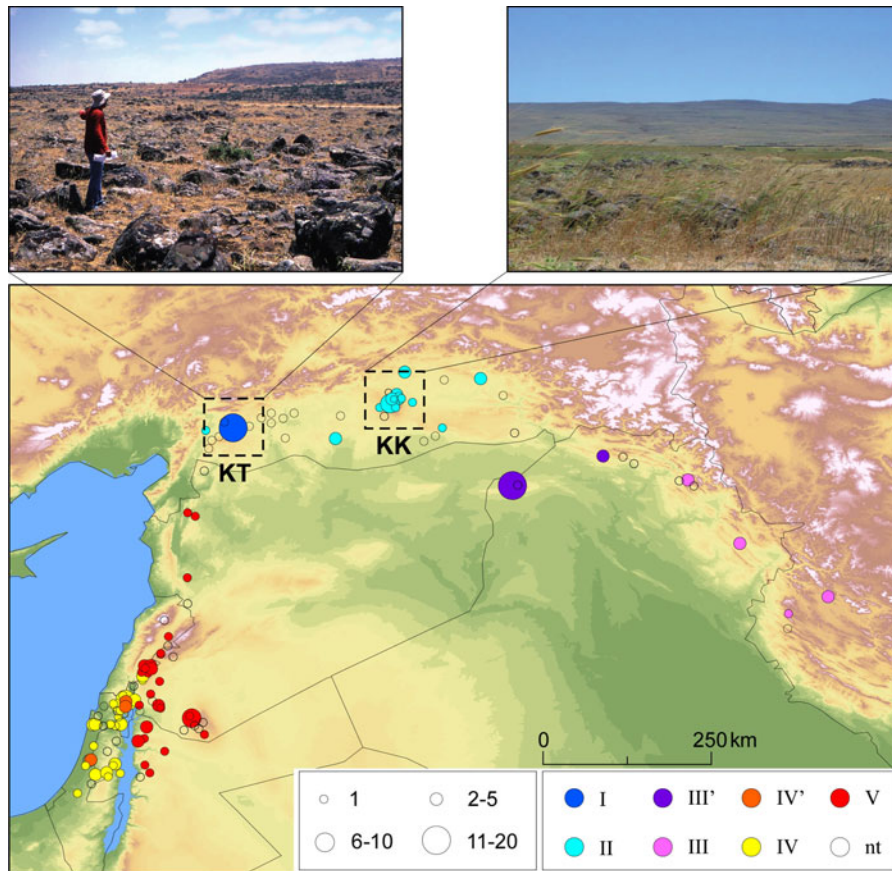 KT
KK
0 250 km
1 2-5
6-10 11-20
I III' IV' V
II III IV nt